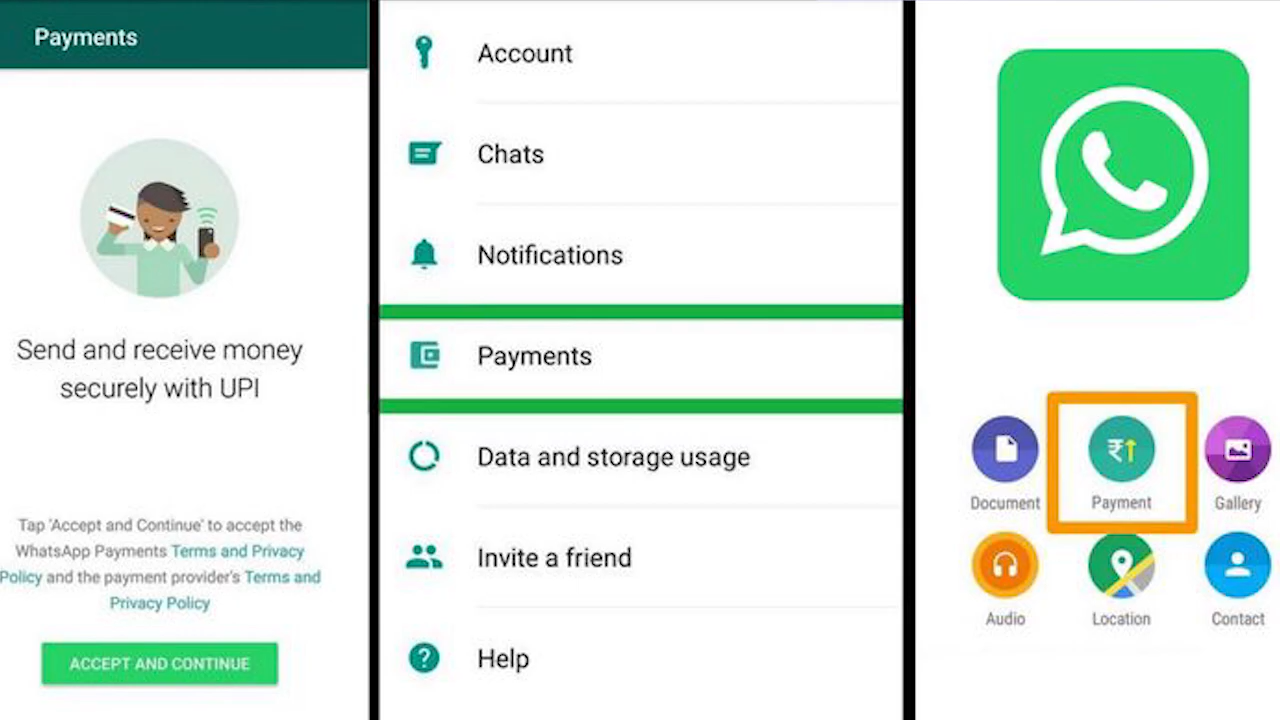 Payments
Send and receive money
securely with UPI
Tap 'Accept and Continue' to accept the
WhatsApp Payments Terms and Privacy
Policy and the payment provider's Terms and
Privacy Policy
ACCEPT AND CONTINUE
Account
Chats
Notifications
Payments
Data and storage usage
Invite a friend
Help
₹
Document Payment Gallery
Audio Location Contact